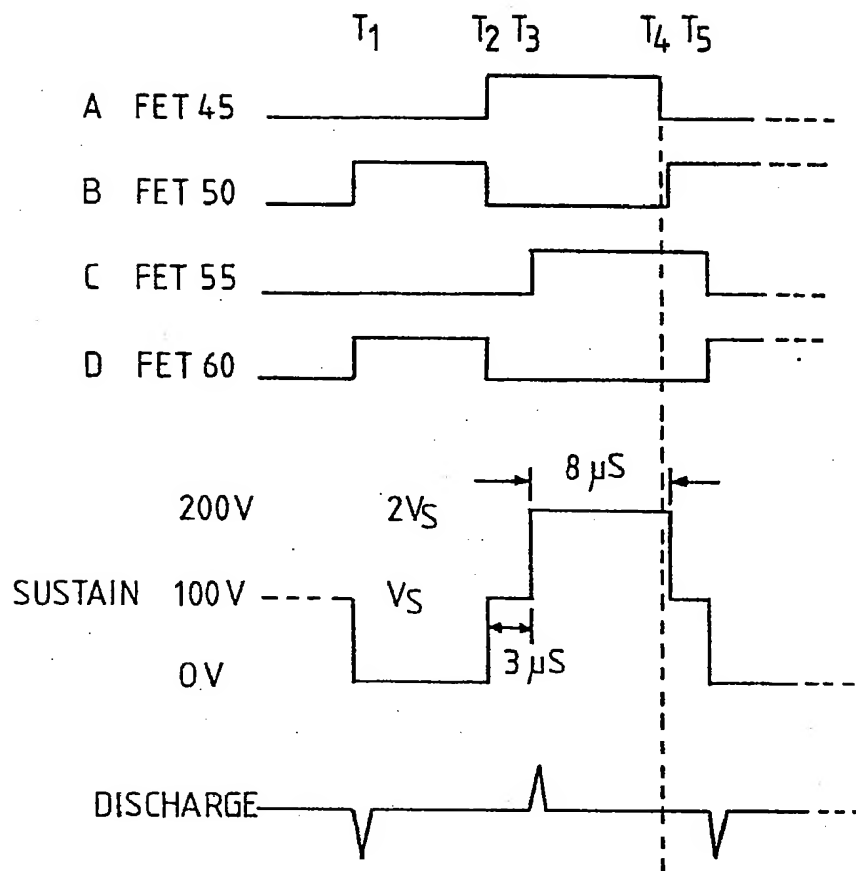 T1 T2 T3 T4 T5
A FET 45
B FET 50
C FET 55
D FET 60
8 µS
200V 2VS
SUSTAIN 100V VS
3 µS
0V
DISCHARGE